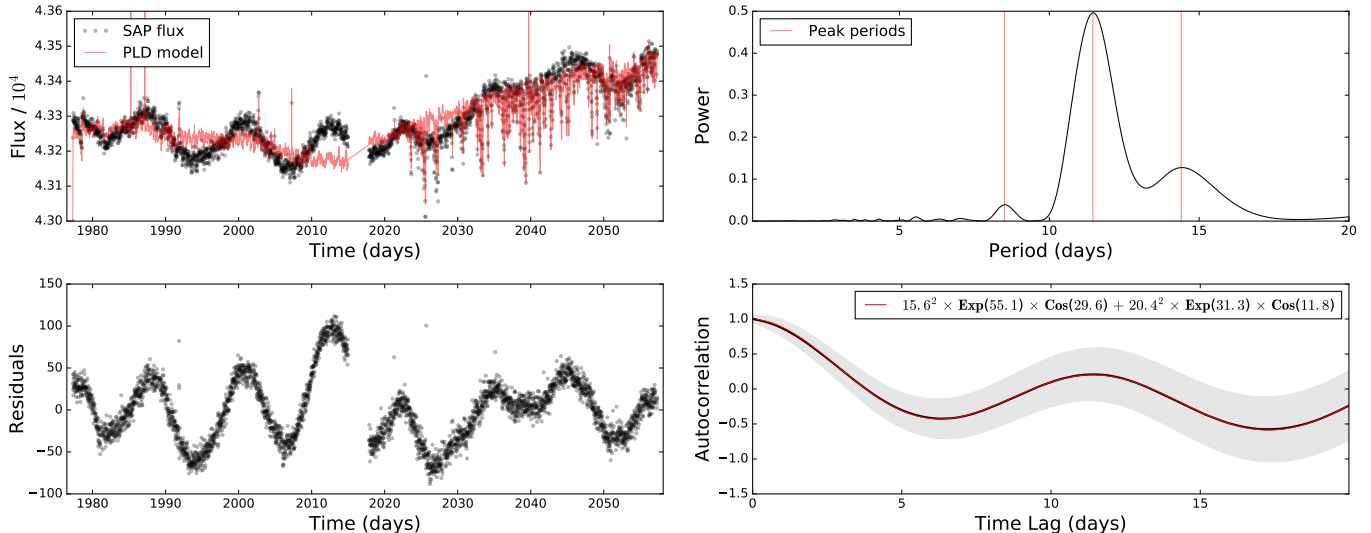 4.36
4.35
4.34
4.33
4.32
4.31
4.30
Flux / 10^4
SAP flux
PLD model
1980 1990 2000 2010 2020 2030 2040 2050
Time (days)
0.5
0.4
0.3
0.2
0.1
0.0
Power
Peak periods
5 10 15 20
Period (days)
150
100
50
0
−50
−100
Residuals
1980 1990 2000 2010 2020 2030 2040 2050
Time (days)
1.5
1.0
0.5
0.0
−0.5
−1.0
−1.5
Autocorrelation
15.6² × Exp(55.1) × Cos(29.6) + 20.4² × Exp(31.3) × Cos(11.8)
0 5 10 15
Time Lag (days)